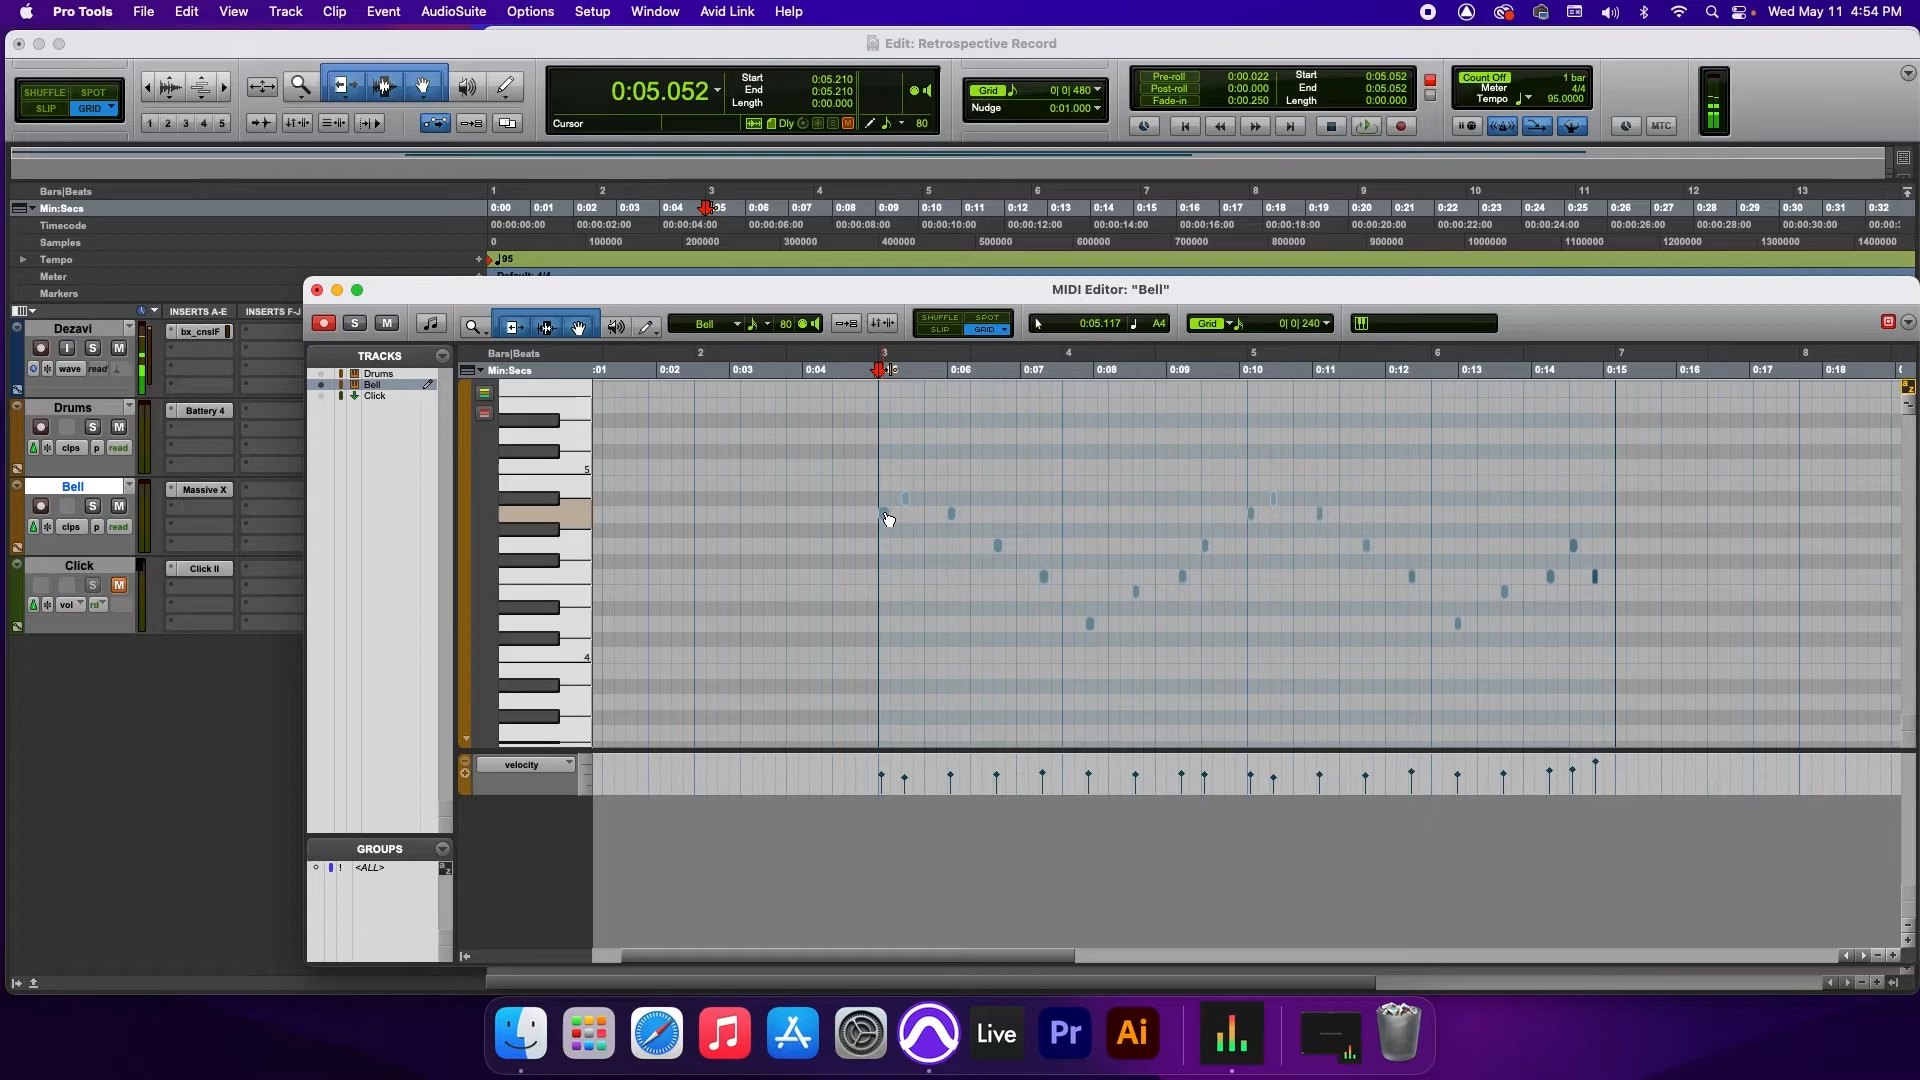 Pro Tools File Edit View Track Clip Event AudioSuite Options Setup Window Avid Link Help Wed May 11 4:54 PM
Edit: Retrospective Record
SHUFFLE SPOT
SLIP GRID
1 2 3 4 5
0:05.052
Start 0:05.210
End 0:05.210
Length 0:00.000
Cursor Dly S M 80
Grid 0| 0| 480
Nudge 0:01.000
Pre-roll 0:00.022
Post-roll 0:00.000
Fade-in 0:00.250
Start 0:05.052
End 0:05.052
Length 0:00.000
Count Off 1 bar
Meter 4/4
Tempo 95.0000
MTC
Bars|Beats 1 2 3 4 5 6 7 8 9 10 11 12 13
Min:Secs 0:00 0:01 0:02 0:03 0:04 05 0:06 0:07 0:08 0:09 0:10 0:11 0:12 0:13 0:14 0:15 0:16 0:17 0:18 0:19 0:20 0:21 0:22 0:23 0:24 0:25 0:26 0:27 0:28 0:29 0:30 0:31 0:32
Timecode 00:00:00:00 00:00:02:00 00:00:04:00 00:00:06:00 00:00:08:00 00:00:10:00 00:00:12:00 00:00:14:00 00:00:16:00 00:00:18:00 00:00:20:00 00:00:22:00 00:00:24:00 00:00:26:00 00:00:28:00 00:00:30:00 00:00:
Samples 0 100000 200000 300000 400000 500000 600000 700000 800000 900000 1000000 1100000 1200000 1300000 1400000
Tempo 95
Meter Default: 4/4
Markers
INSERTS A-E INSERTS F-J
Dezavi bx_cnslF
I S M
wave read
Drums Battery 4
S M
clps p read
Bell Massive X
S M
clps p read
Click Click II
S M
vol rd
MIDI Editor: "Bell"
S M Bell 80
SHUFFLE SPOT
SLIP GRID
0:05.117 A4
Grid 0| 0| 240
TRACKS
Drums
Bell
Click
Bars|Beats 2 3 4 5 6 7 8
Min:Secs :01 0:02 0:03 0:04 0:06 0:07 0:08 0:09 0:10 0:11 0:12 0:13 0:14 0:15 0:16 0:17 0:18
5
4
velocity
GROUPS
! <ALL>
a z
Live Pr Ai